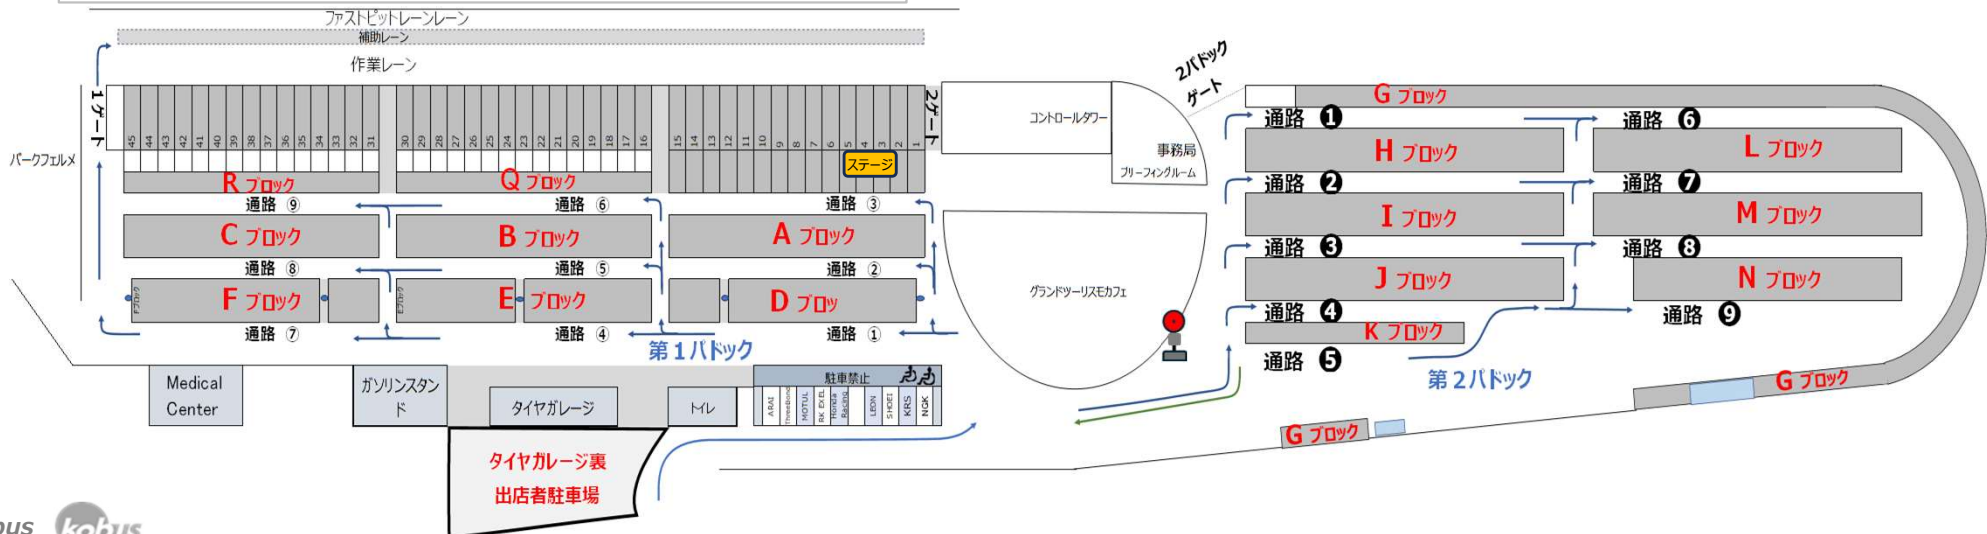 ファストピットレーンレーン
補助レーン
作業レーン
1ゲート
45 44 43 42 41 40 39 38 37 36 35 34 33 32 31
30 29 28 27 26 25 24 23 22 21 20 19 18 17 16
15 14 13 12 11 10 9 8 7 6 5 4 3 2 1
2ゲート
ステージ
パークフェルメ
R ブロック
Q ブロック
通路 ⑨
通路 ⑥
通路 ③
C ブロック
B ブロック
A ブロック
通路 ⑧
通路 ⑤
通路 ②
Fブロック
F ブロック
Eブロック
E ブロック
D ブロッ
通路 ⑦
通路 ④
通路 ①
第1パドック
コントロールタワー
事務局
ブリーフィングルーム
グランドツーリスモカフェ
2パドック
ゲート
G ブロック
通路 ❶
通路 ❻
H ブロック
L ブロック
通路 ❷
通路 ❼
I ブロック
M ブロック
通路 ❸
通路 ❽
J ブロック
N ブロック
通路 ❹
通路 ❾
K ブロック
通路 ❺
第2パドック
G ブロック
G ブロック
Medical
Center
ガソリンスタン
ド
タイヤガレージ
トイレ
駐車禁止
ARAI
ThreeBond
MOTUL
RK EXEL
Honda
Racing
LEON
SHOEI
KRS
NGK
タイヤガレージ裏
出店者駐車場
bus
kobus